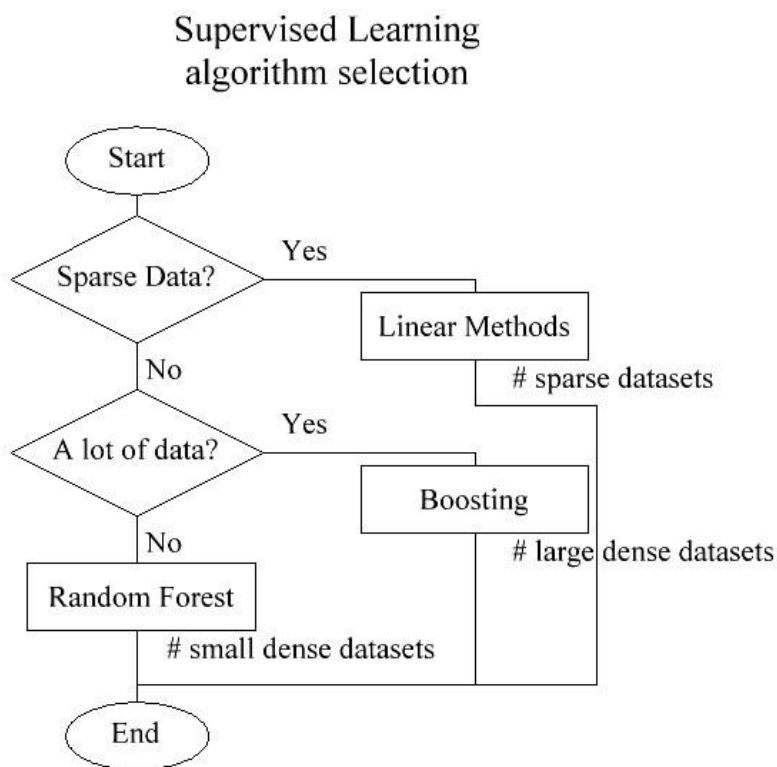 Supervised Learning
algorithm selection
Start
Sparse Data?
Yes
Linear Methods
# sparse datasets
No
A lot of data?
Yes
Boosting
# large dense datasets
No
Random Forest
# small dense datasets
End